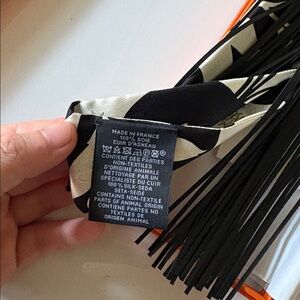 MADE IN FRANCE
100% SOIE
CUIR D'AGNEAU
CONTIENT DES PARTIES
NON-TEXTILES
D'ORIGINE ANIMALE
NETTOYAGE PAR UN
SPECIALISTE DU CUIR
100% SILK-SEDA
SETA-SEIDE
CONTAINS NON-TEXTILE
PARTS OF ANIMAL ORIGIN
CONTIENE PARTES NO
TEXTILES DE
ORIGEN ANIMAL